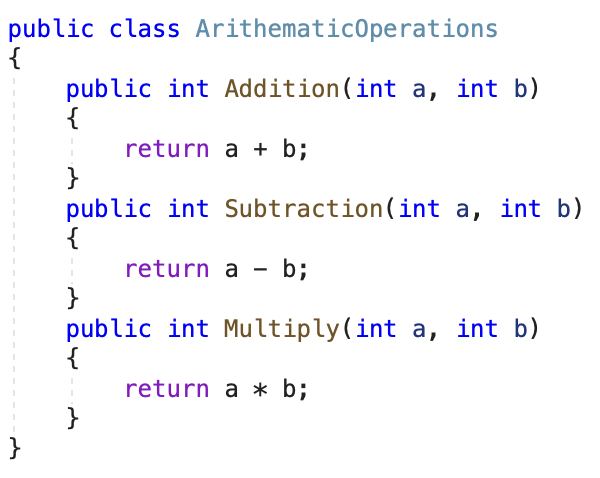 public class ArithematicOperations
{
    public int Addition(int a, int b)
    {
        return a + b;
    }
    public int Subtraction(int a, int b)
    {
        return a - b;
    }
    public int Multiply(int a, int b)
    {
        return a * b;
    }
}